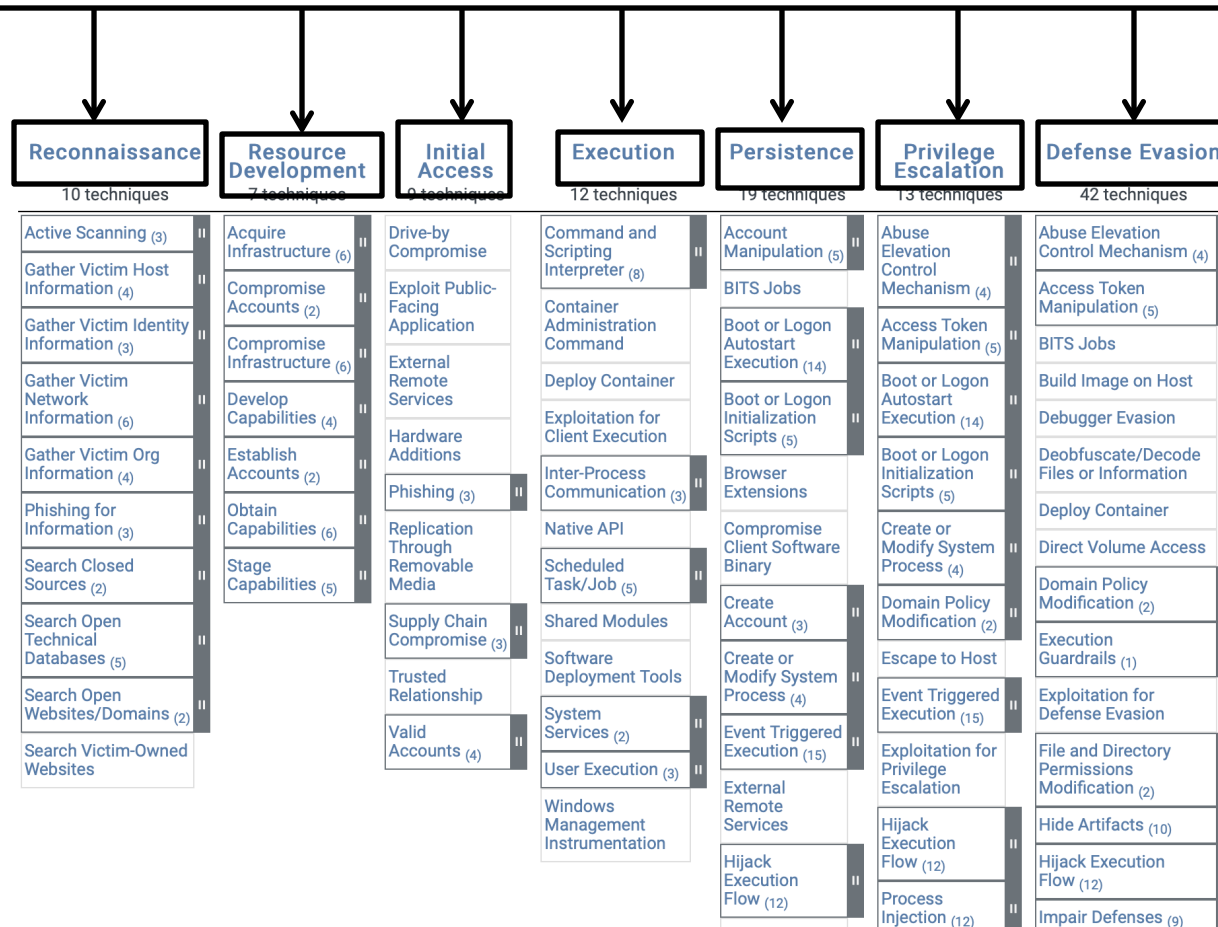 Reconnaissance
10 techniques
Active Scanning (3)
Gather Victim Host
Information (4)
Gather Victim Identity
Information (3)
Gather Victim
Network
Information (6)
Gather Victim Org
Information (4)
Phishing for
Information (3)
Search Closed
Sources (2)
Search Open
Technical
Databases (5)
Search Open
Websites/Domains (2)
Search Victim-Owned
Websites
Resource
Development
7 techniques
Acquire
Infrastructure (6)
Compromise
Accounts (2)
Compromise
Infrastructure (6)
Develop
Capabilities (4)
Establish
Accounts (2)
Obtain
Capabilities (6)
Stage
Capabilities (5)
Initial
Access
9 techniques
Drive-by
Compromise
Exploit Public-
Facing
Application
External
Remote
Services
Hardware
Additions
Phishing (3)
Replication
Through
Removable
Media
Supply Chain
Compromise (3)
Trusted
Relationship
Valid
Accounts (4)
Execution
12 techniques
Command and
Scripting
Interpreter (8)
Container
Administration
Command
Deploy Container
Exploitation for
Client Execution
Inter-Process
Communication (3)
Native API
Scheduled
Task/Job (5)
Shared Modules
Software
Deployment Tools
System
Services (2)
User Execution (3)
Windows
Management
Instrumentation
Persistence
19 techniques
Account
Manipulation (5)
BITS Jobs
Boot or Logon
Autostart
Execution (14)
Boot or Logon
Initialization
Scripts (5)
Browser
Extensions
Compromise
Client Software
Binary
Create
Account (3)
Create or
Modify System
Process (4)
Event Triggered
Execution (15)
External
Remote
Services
Hijack
Execution
Flow (12)
Privilege
Escalation
13 techniques
Abuse
Elevation
Control
Mechanism (4)
Access Token
Manipulation (5)
Boot or Logon
Autostart
Execution (14)
Boot or Logon
Initialization
Scripts (5)
Create or
Modify System
Process (4)
Domain Policy
Modification (2)
Escape to Host
Event Triggered
Execution (15)
Exploitation for
Privilege
Escalation
Hijack
Execution
Flow (12)
Process
Injection (12)
Defense Evasion
42 techniques
Abuse Elevation
Control Mechanism (4)
Access Token
Manipulation (5)
BITS Jobs
Build Image on Host
Debugger Evasion
Deobfuscate/Decode
Files or Information
Deploy Container
Direct Volume Access
Domain Policy
Modification (2)
Execution
Guardrails (1)
Exploitation for
Defense Evasion
File and Directory
Permissions
Modification (2)
Hide Artifacts (10)
Hijack Execution
Flow (12)
Impair Defenses (9)